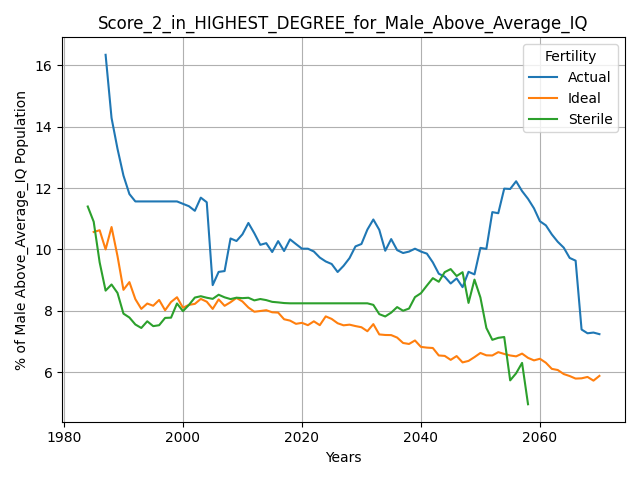 Score_2_in_HIGHEST_DEGREE_for_Male_Above_Average_IQ
Fertility
Actual
Ideal
Sterile
% of Male Above_Average_IQ Population
16
14
12
10
8
6
1980
2000
2020
2040
2060
Years